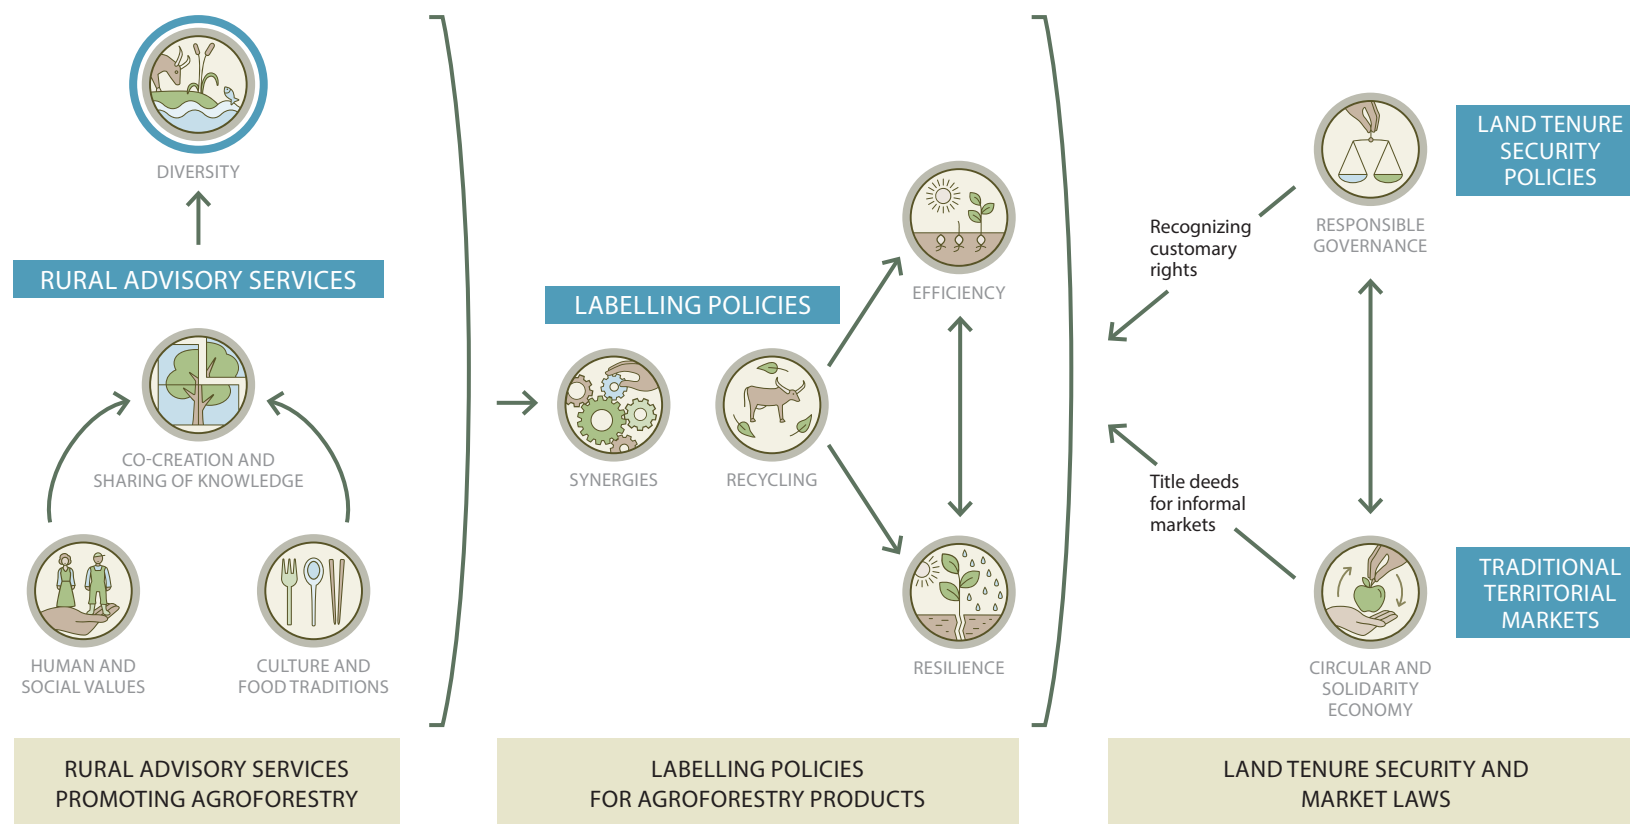 DIVERSITY
RURAL ADVISORY SERVICES
CO-CREATION AND
SHARING OF KNOWLEDGE
HUMAN AND
SOCIAL VALUES
CULTURE AND
FOOD TRADITIONS
RURAL ADVISORY SERVICES
PROMOTING AGROFORESTRY
LABELLING POLICIES
SYNERGIES
RECYCLING
EFFICIENCY
RESILIENCE
LABELLING POLICIES
FOR AGROFORESTRY PRODUCTS
Recognizing
customary
rights
Title deeds
for informal
markets
RESPONSIBLE
GOVERNANCE
LAND TENURE
SECURITY
POLICIES
CIRCULAR AND
SOLIDARITY
ECONOMY
TRADITIONAL
TERRITORIAL
MARKETS
LAND TENURE SECURITY AND
MARKET LAWS